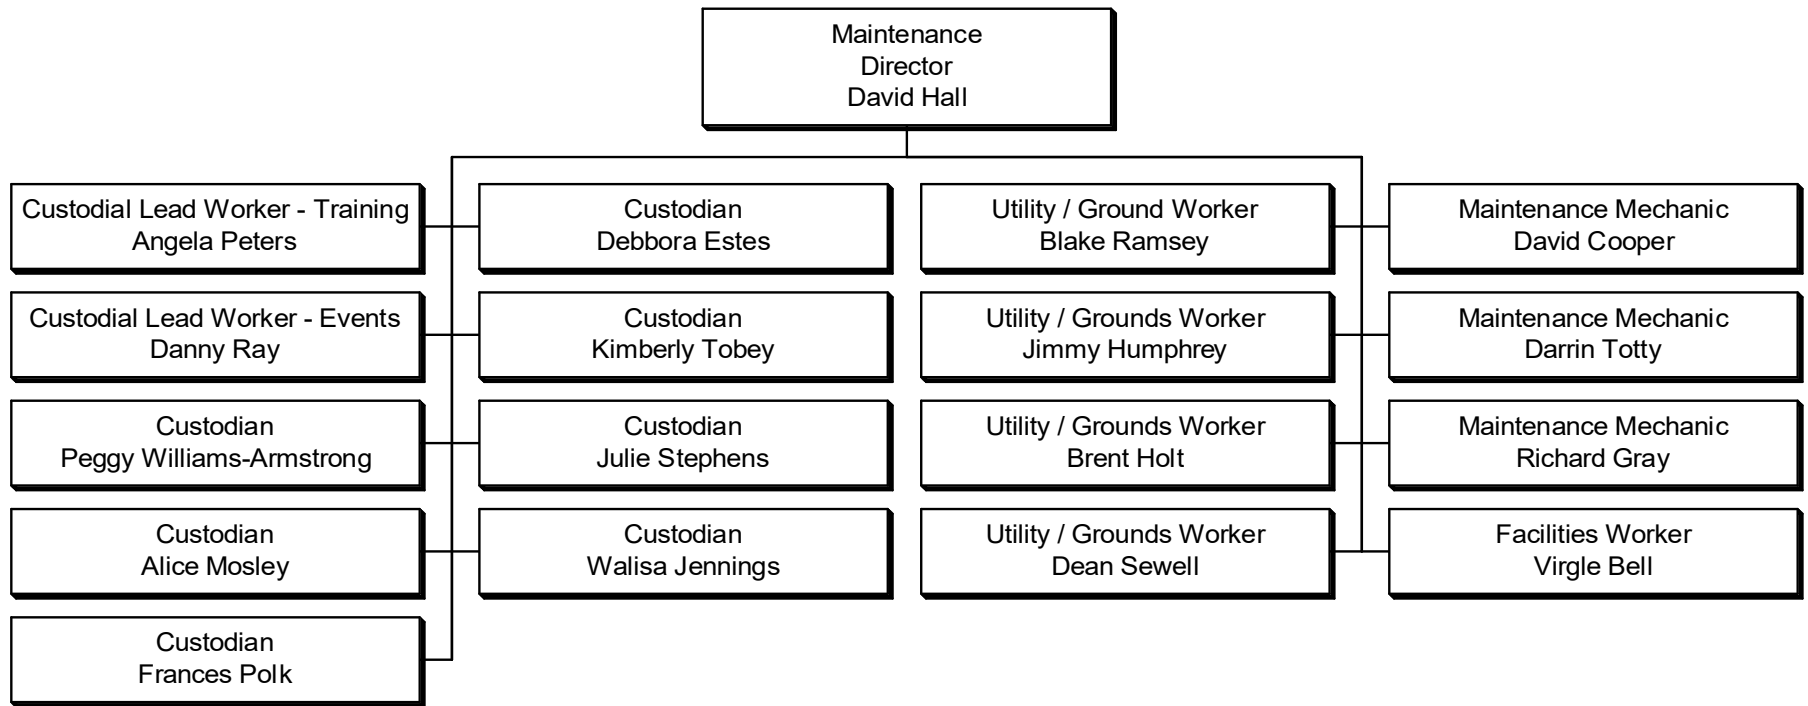 Maintenance
Director
David Hall
Custodial Lead Worker - Training
Angela Peters
Custodian
Debbora Estes
Utility / Ground Worker
Blake Ramsey
Maintenance Mechanic
David Cooper
Custodial Lead Worker - Events
Danny Ray
Custodian
Kimberly Tobey
Utility / Grounds Worker
Jimmy Humphrey
Maintenance Mechanic
Darrin Totty
Custodian
Peggy Williams-Armstrong
Custodian
Julie Stephens
Utility / Grounds Worker
Brent Holt
Maintenance Mechanic
Richard Gray
Custodian
Alice Mosley
Custodian
Walisa Jennings
Utility / Grounds Worker
Dean Sewell
Facilities Worker
Virgle Bell
Custodian
Frances Polk